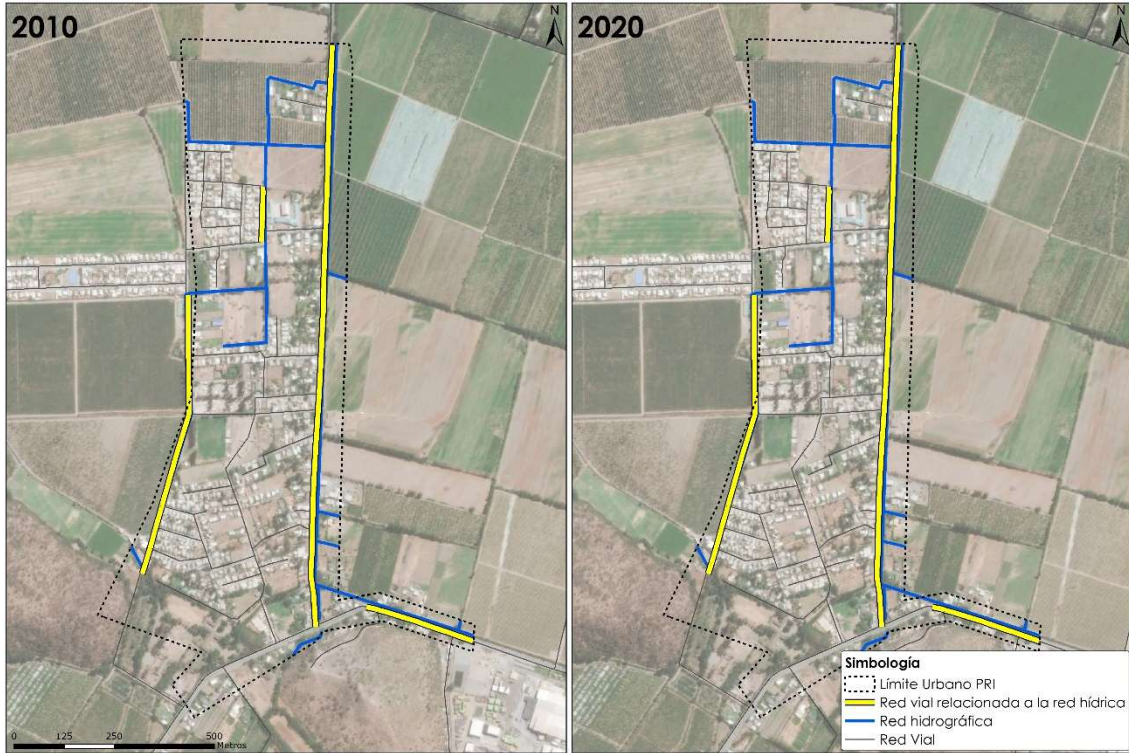 2010
N
2020
N
Simbología
Límite Urbano PRI
Red vial relacionada a la red hídrica
Red hidrográfica
Red Vial
0 125 250 500
Metros